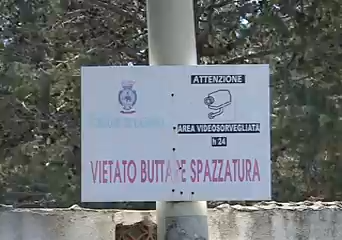 ATTENZIONE
AREA VIDEOSORVEGLIATA
h 24
VIETATO BUTTARE SPAZZATURA